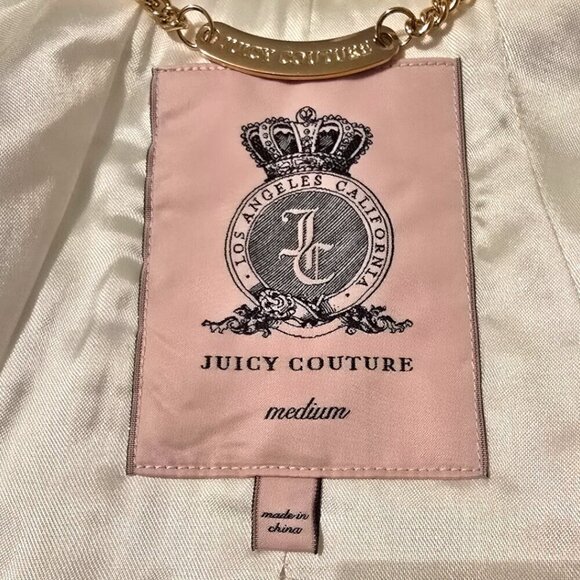 JUICY COUTURE
LOS ANGELES CALIFORNIA
JC
JUICY COUTURE
medium
made in
china